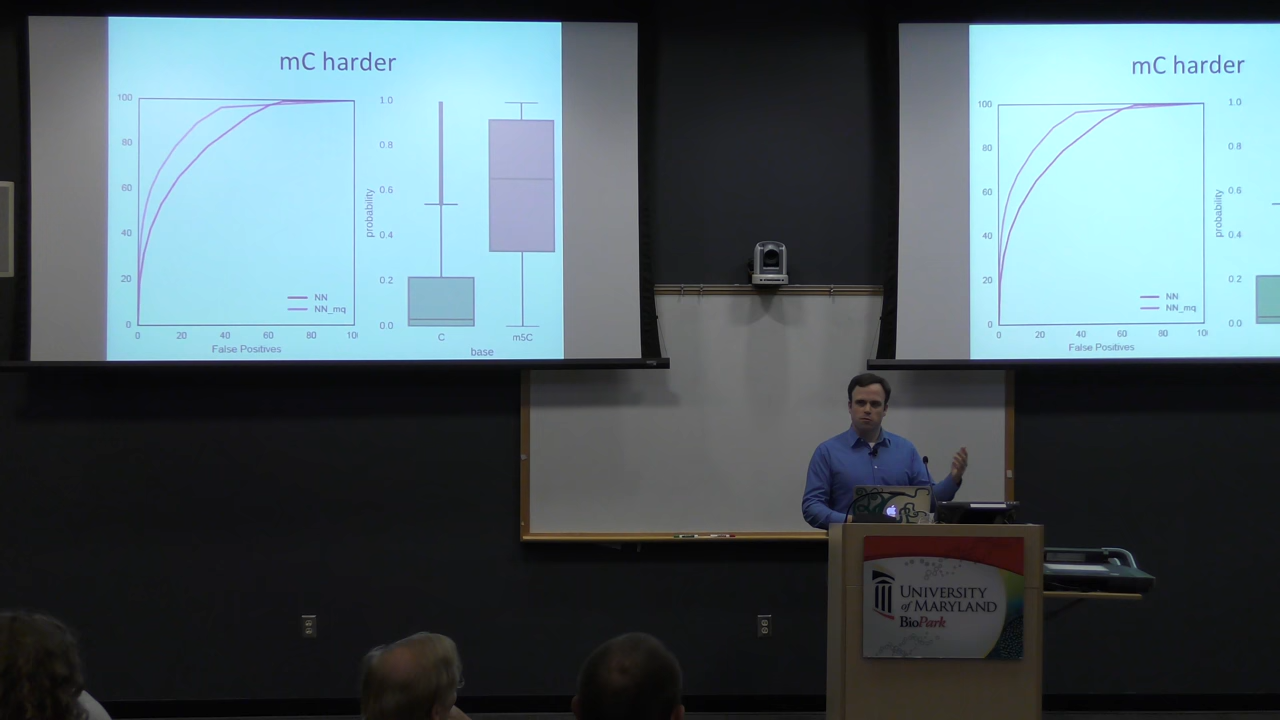 mC harder
100
80
60
40
20
0
0
20
40
60
80
10
False Positives
NN
NN_mq
probability
1.0
0.8
0.6
0.4
0.2
0.0
C
m5C
base
mC harder
100
80
60
40
20
0
0
20
40
60
80
10
False Positives
NN
NN_mq
probability
1.0
0.8
0.6
0.4
0.2
0.0
UNIVERSITY
of MARYLAND
BioPark